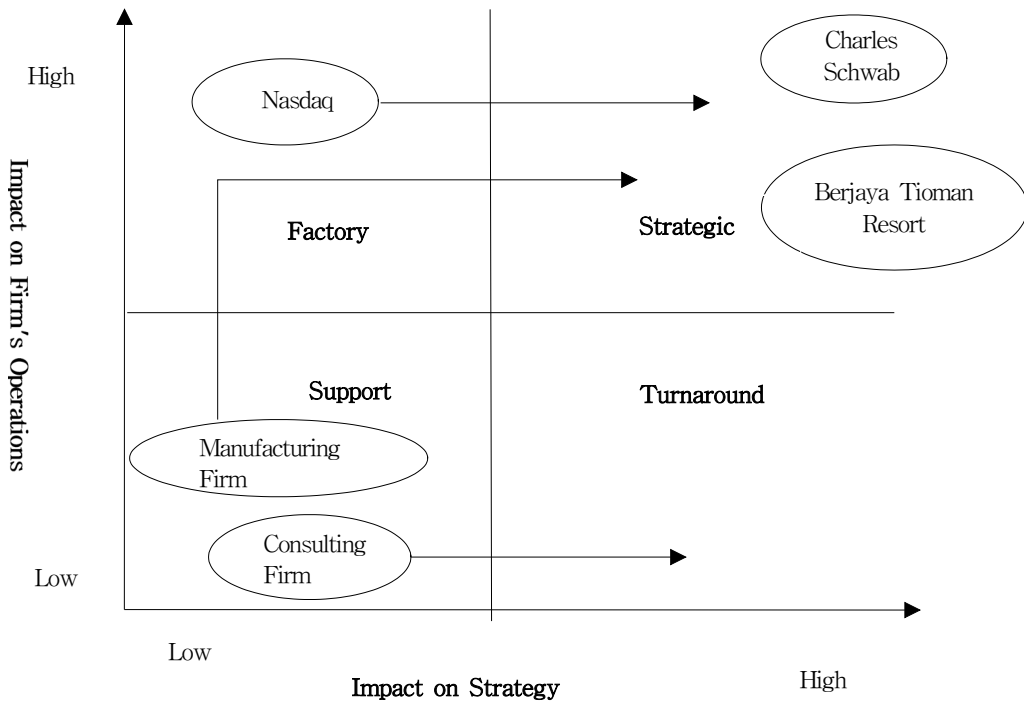 Charles
Schwab
High
Nasdaq
Berjaya Tioman
Resort
Factory
Strategic
Impact on Firm's Operations
Support
Turnaround
Manufacturing
Firm
Consulting
Firm
Low
Low
Impact on Strategy
High